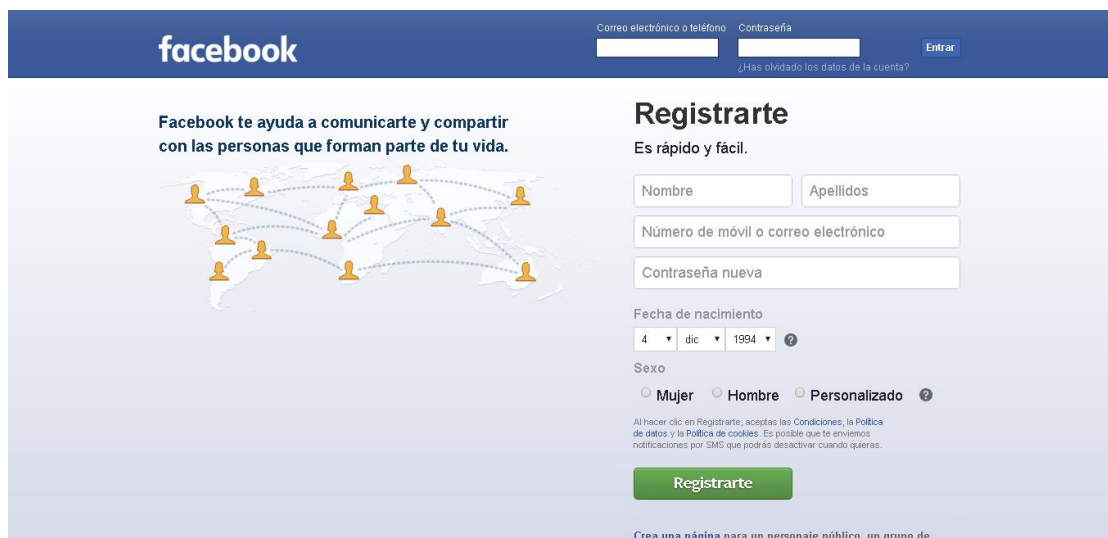 facebook
Correo electrónico o teléfono
Contraseña
Entrar
¿Has olvidado los datos de la cuenta?
Facebook te ayuda a comunicarte y compartir
con las personas que forman parte de tu vida.
Registrarte
Es rápido y fácil.
Nombre
Apellidos
Número de móvil o correo electrónico
Contraseña nueva
Fecha de nacimiento
4 dic 1994
Sexo
Mujer Hombre Personalizado
Al hacer clic en Registrarte, aceptas las Condiciones, la Política
de datos y la Política de cookies. Es posible que te enviemos
notificaciones por SMS que podrás desactivar cuando quieras.
Registrarte
Crea una página para un personaje público, un grupo de